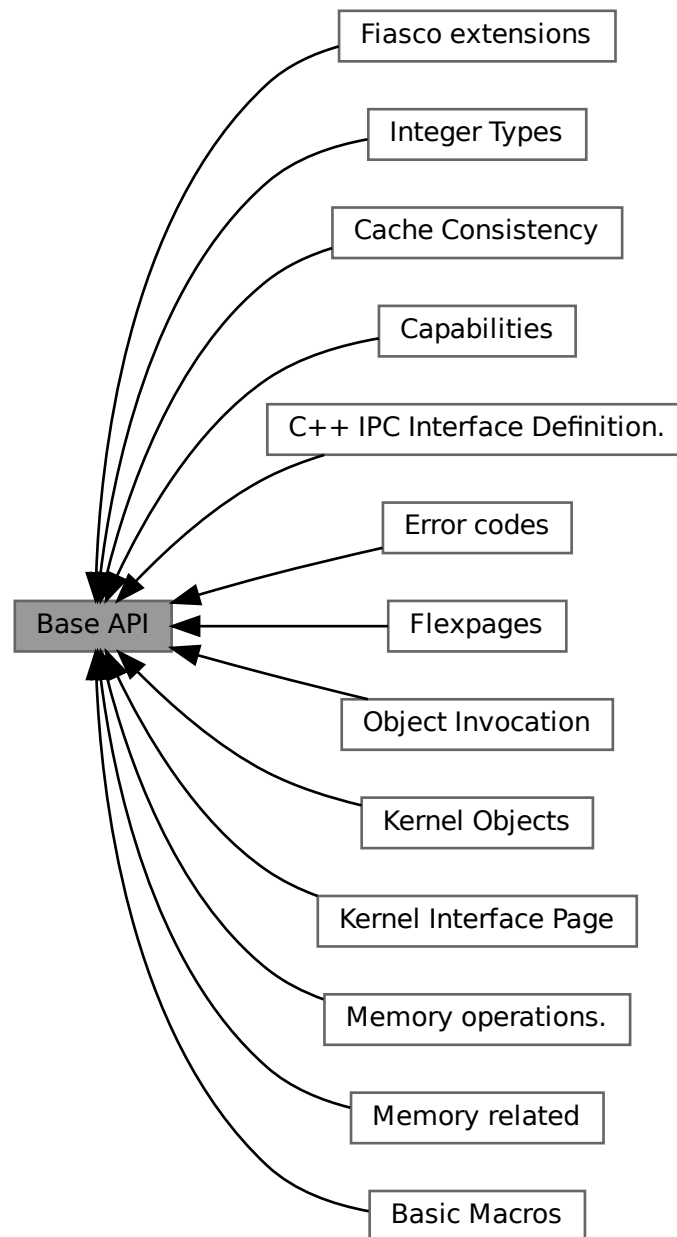 Fiasco extensions
Integer Types
Cache Consistency
Capabilities
C++ IPC Interface Definition.
Error codes
Base API
Flexpages
Object Invocation
Kernel Objects
Kernel Interface Page
Memory operations.
Memory related
Basic Macros